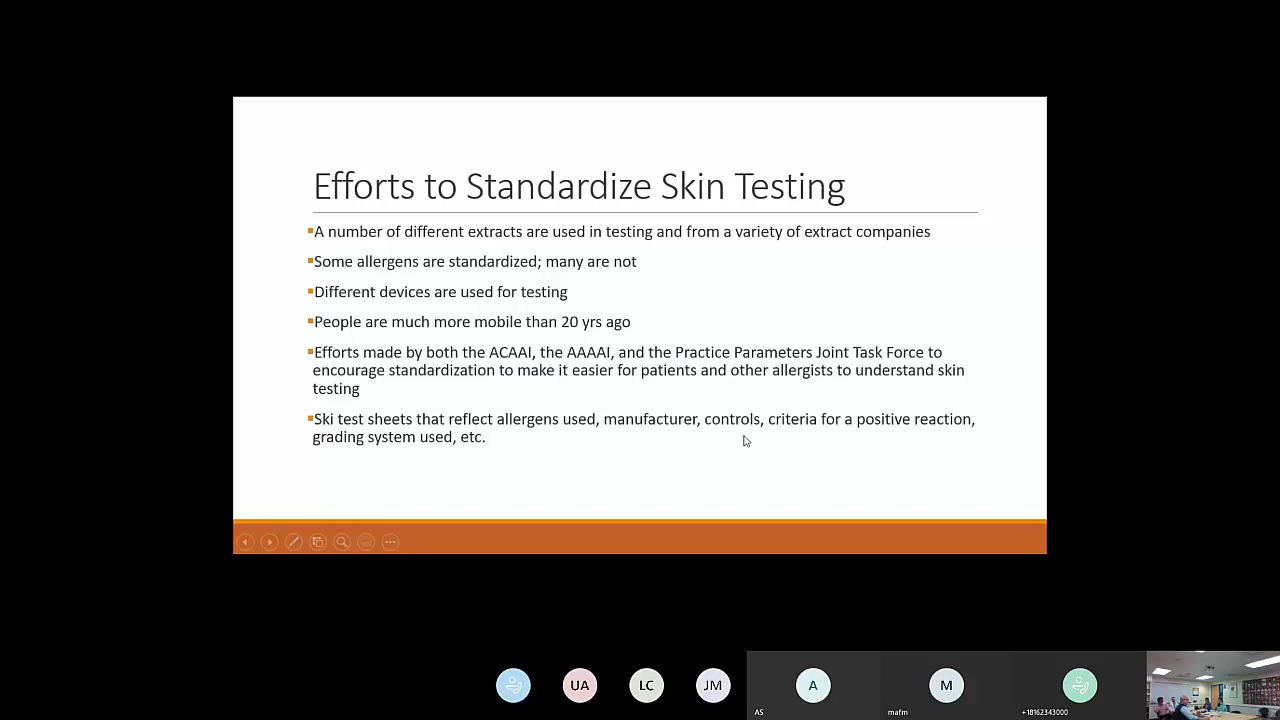 Efforts to Standardize Skin Testing
▪A number of different extracts are used in testing and from a variety of extract companies
▪Some allergens are standardized; many are not
▪Different devices are used for testing
▪People are much more mobile than 20 yrs ago
▪Efforts made by both the ACAAI, the AAAAI, and the Practice Parameters Joint Task Force to
encourage standardization to make it easier for patients and other allergists to understand skin
testing
▪Ski test sheets that reflect allergens used, manufacturer, controls, criteria for a positive reaction,
grading system used, etc.
UA
LC
JM
A
M
AS
mafm
+18162343000